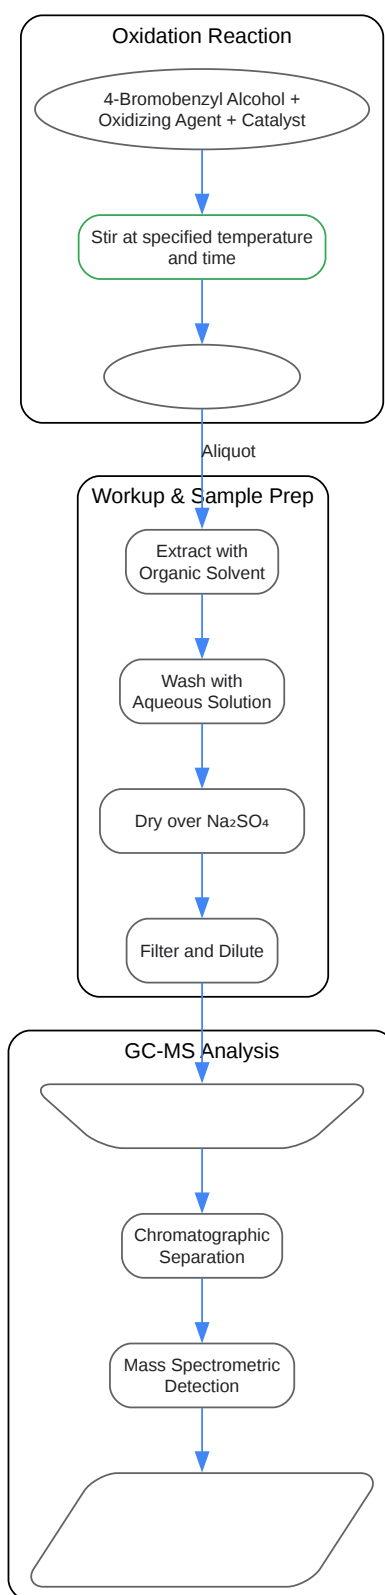 Oxidation Reaction
4-Bromobenzyl Alcohol +
Oxidizing Agent + Catalyst
Stir at specified temperature
and time
Aliquot
Workup & Sample Prep
Extract with
Organic Solvent
Wash with
Aqueous Solution
Dry over Na₂SO₄
Filter and Dilute
GC-MS Analysis
Chromatographic
Separation
Mass Spectrometric
Detection